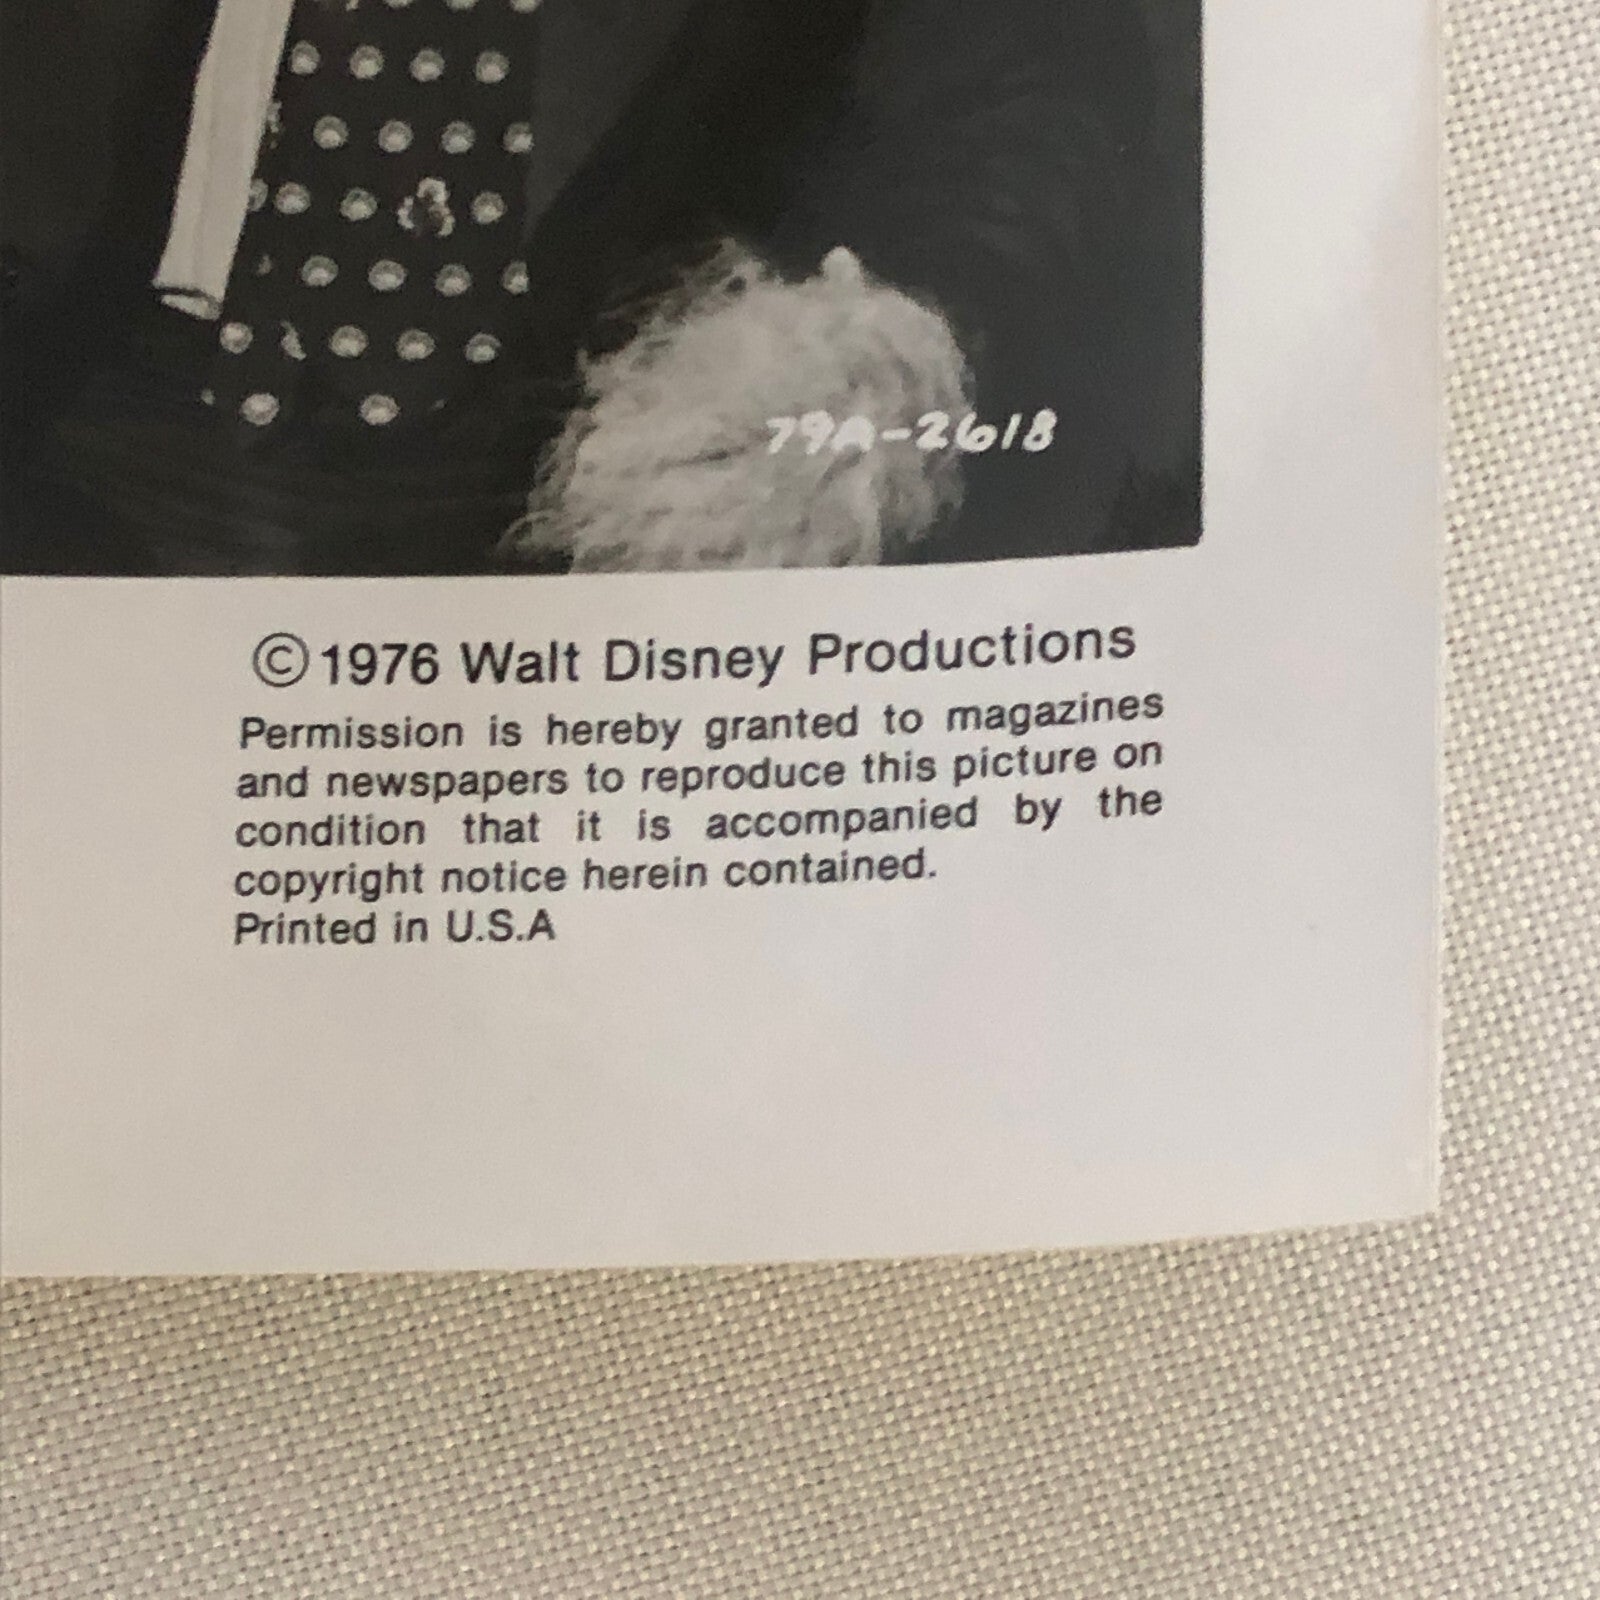 79A-2618
©1976 Walt Disney Productions
Permission is hereby granted to magazines
and newspapers to reproduce this picture on
condition that it is accompanied by the
copyright notice herein contained.
Printed in U.S.A